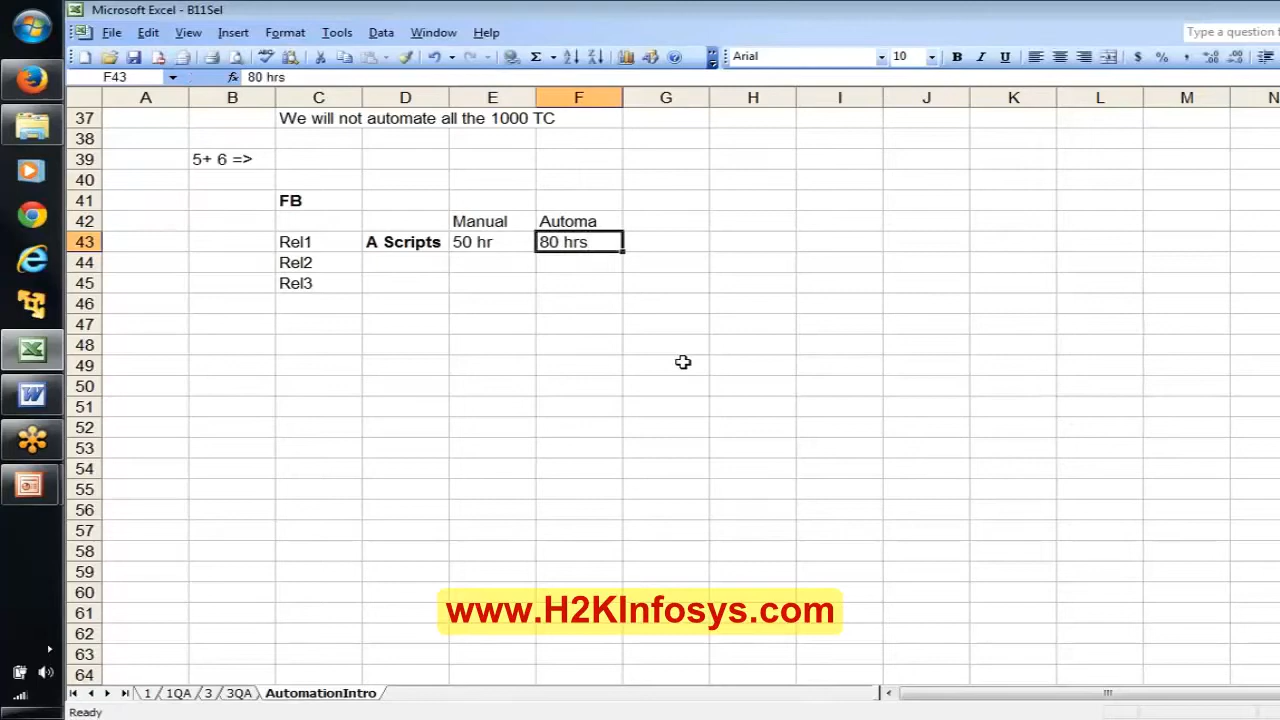 Microsoft Excel - B11Sel
File Edit View Insert Format Tools Data Window Help
Type a question f
Arial 10 B I U $ % ,
F43 fx 80 hrs
A B C D E F G H I J K L M N
37 We will not automate all the 1000 TC
38
39 5+ 6 =>
40
41 FB
42 Manual Automa
43 Rel1 A Scripts 50 hr 80 hrs
44 Rel2
45 Rel3
46
47
48
49
50
51
52
53
54
55
56
57
58
59
60
www.H2KInfosys.com
61
62
63
64
1 1QA 3 3QA AutomationIntro
Ready